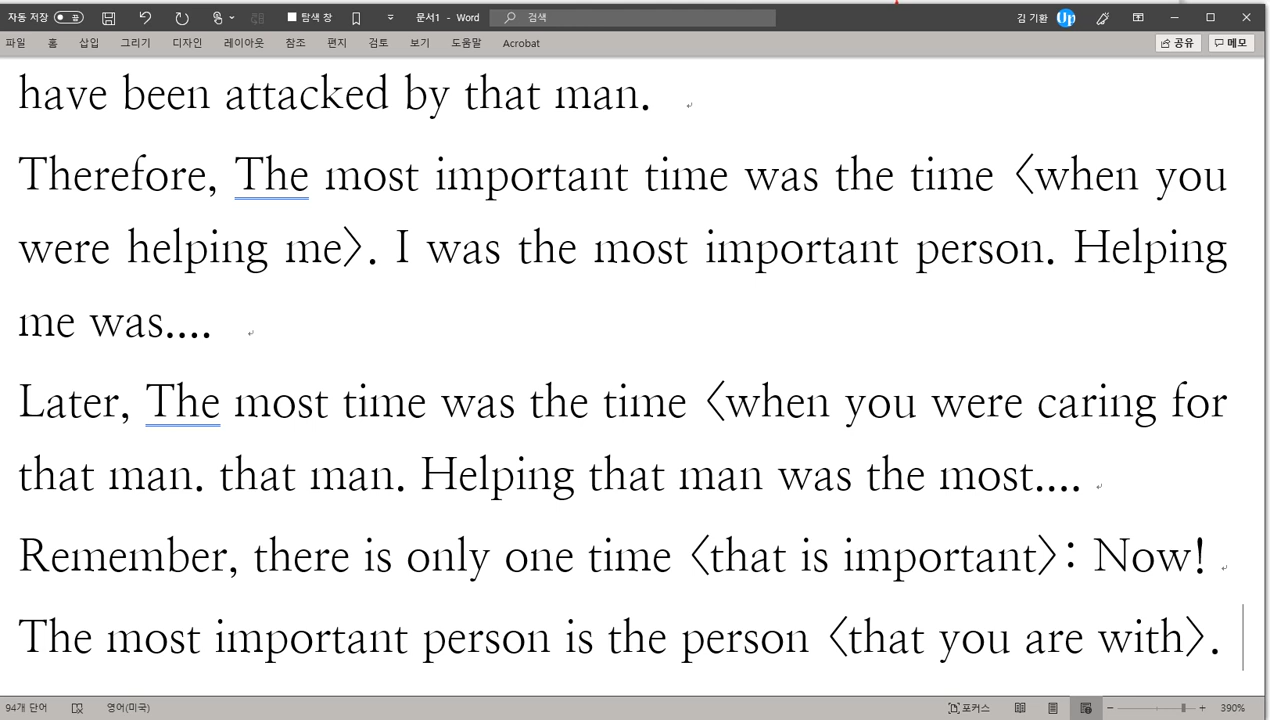 자동 저장 끔 탐색 창 문서1 - Word 검색 김 기환 Up
파일 홈 삽입 그리기 디자인 레이아웃 참조 편지 검토 보기 도움말 Acrobat 공유 메모
have been attacked by that man.
Therefore, The most important time was the time 〈when you
were helping me〉. I was the most important person. Helping
me was....
Later, The most time was the time 〈when you were caring for
that man. that man. Helping that man was the most....
Remember, there is only one time 〈that is important〉: Now!
The most important person is the person 〈that you are with〉.
94개 단어 영어(미국) 포커스 390%